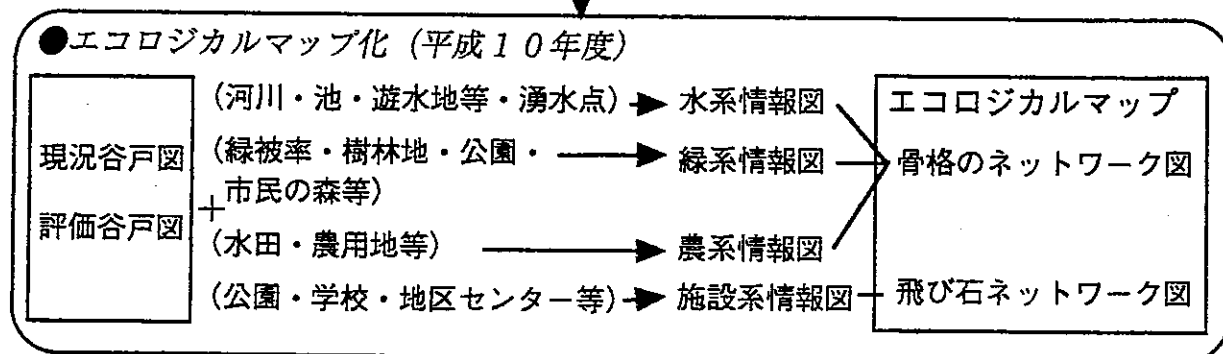 ●エコロジカルマップ化（平成１０年度）
現況谷戸図
評価谷戸図
＋
（河川・池・遊水地等・湧水点）
水系情報図
（緑被率・樹林地・公園・
市民の森等）
緑系情報図
（水田・農用地等）
農系情報図
（公園・学校・地区センター等）
施設系情報図
エコロジカルマップ
骨格のネットワーク図
飛び石ネットワーク図